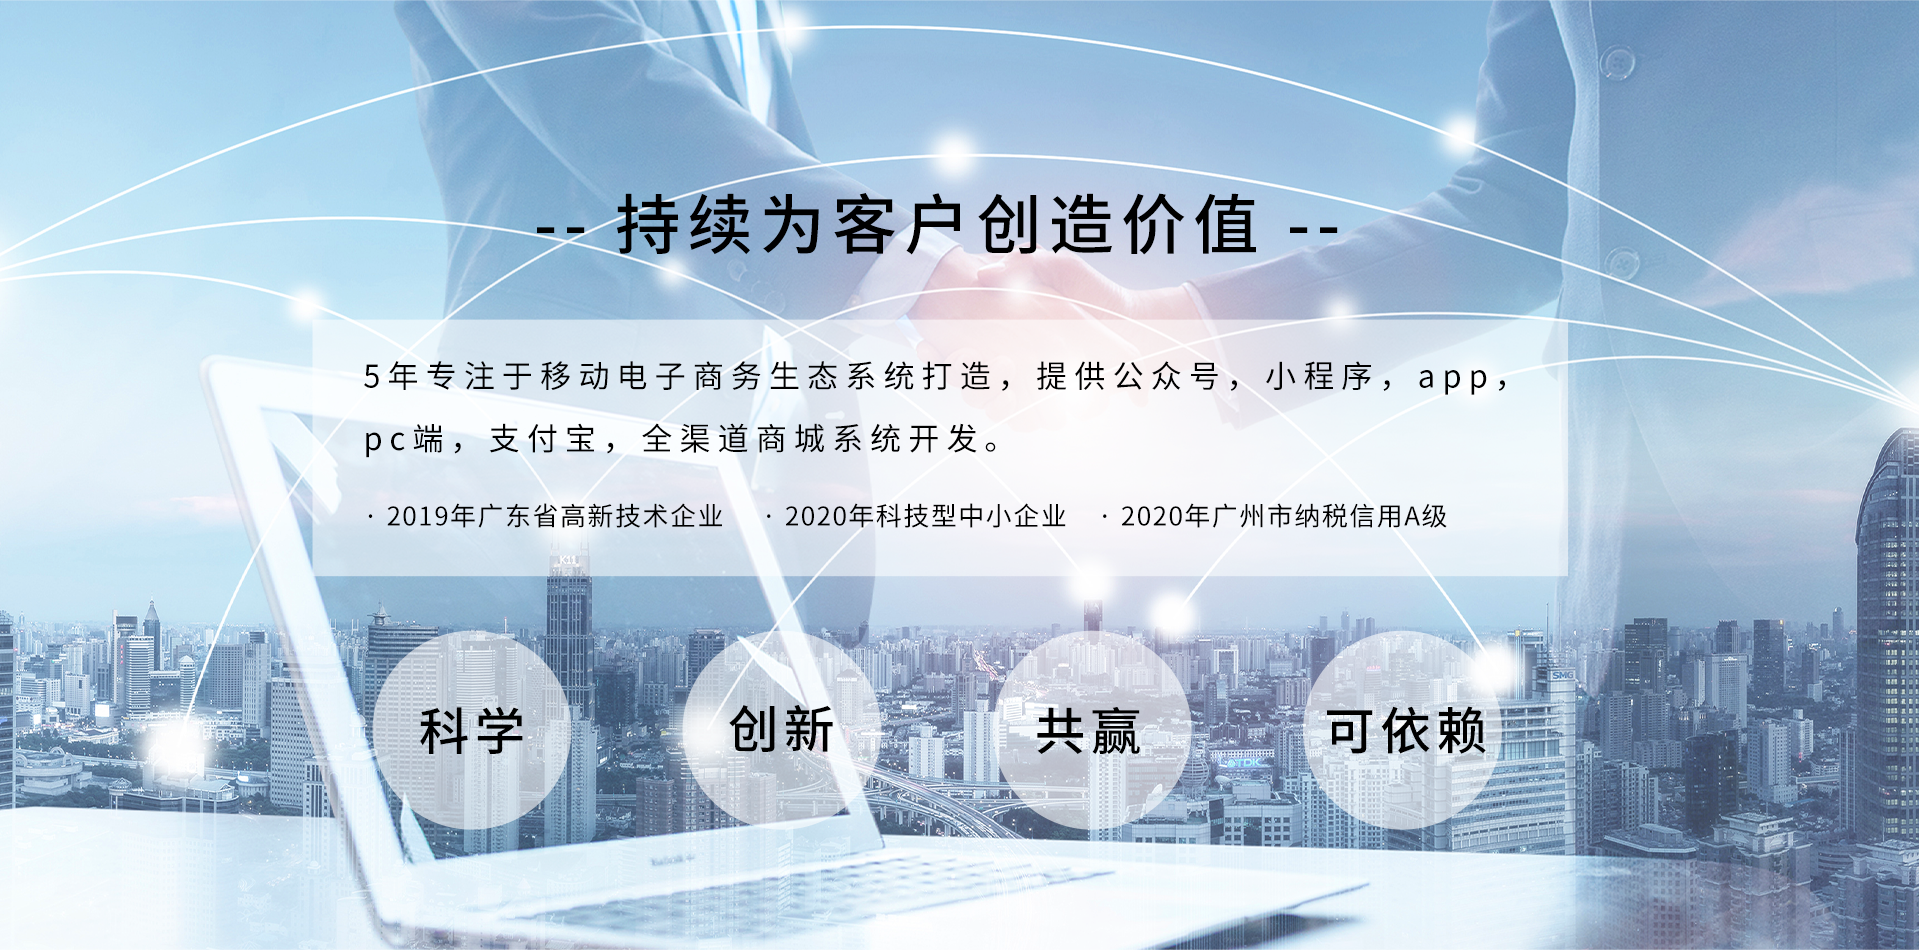 -- 持续为客户创造价值 --
5年专注于移动电子商务生态系统打造，提供公众号，小程序，app，
pc端，支付宝，全渠道商城系统开发。
· 2019年广东省高新技术企业 · 2020年科技型中小企业 · 2020年广州市纳税信用A级
K11
SMG
科学 创新 共赢 可依赖
TDK